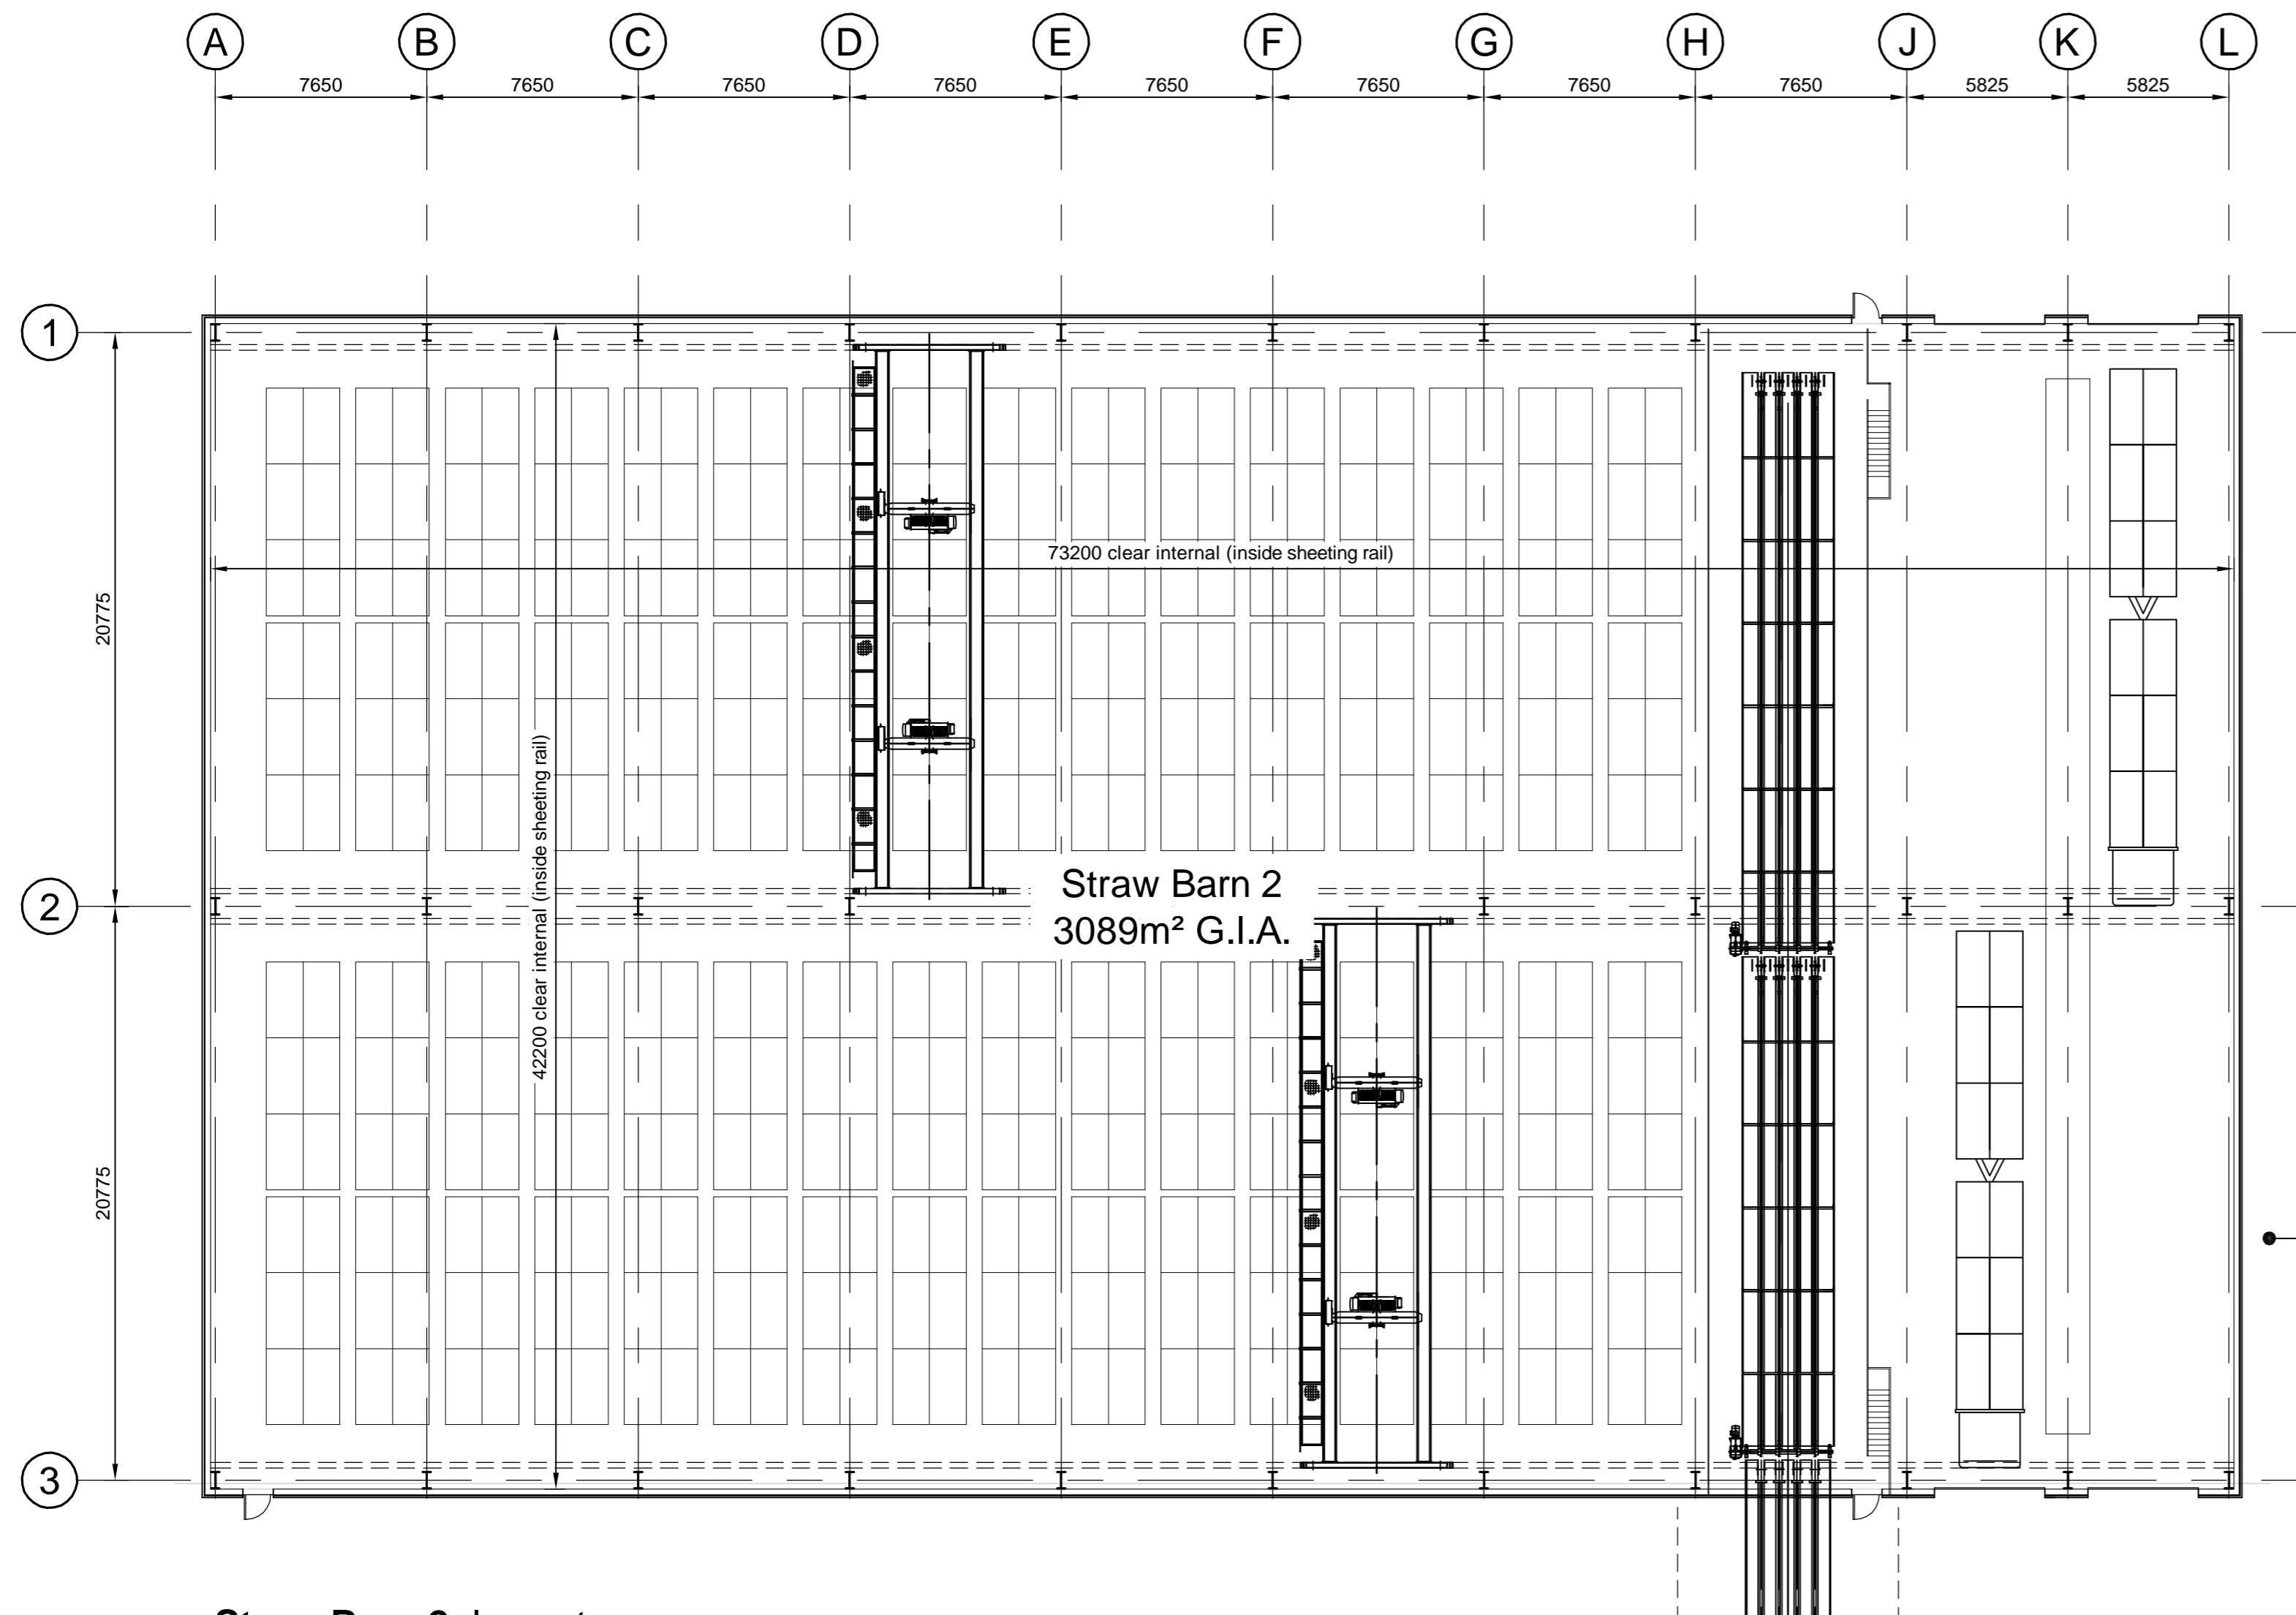 A B C D E F G H J K L
7650 7650 7650 7650 7650 7650 7650 7650 5825 5825
1
73200 clear internal (inside sheeting rail)
20775
42200 clear internal (inside sheeting rail)
Straw Barn 2
2
3089m² G.I.A.
20775
3